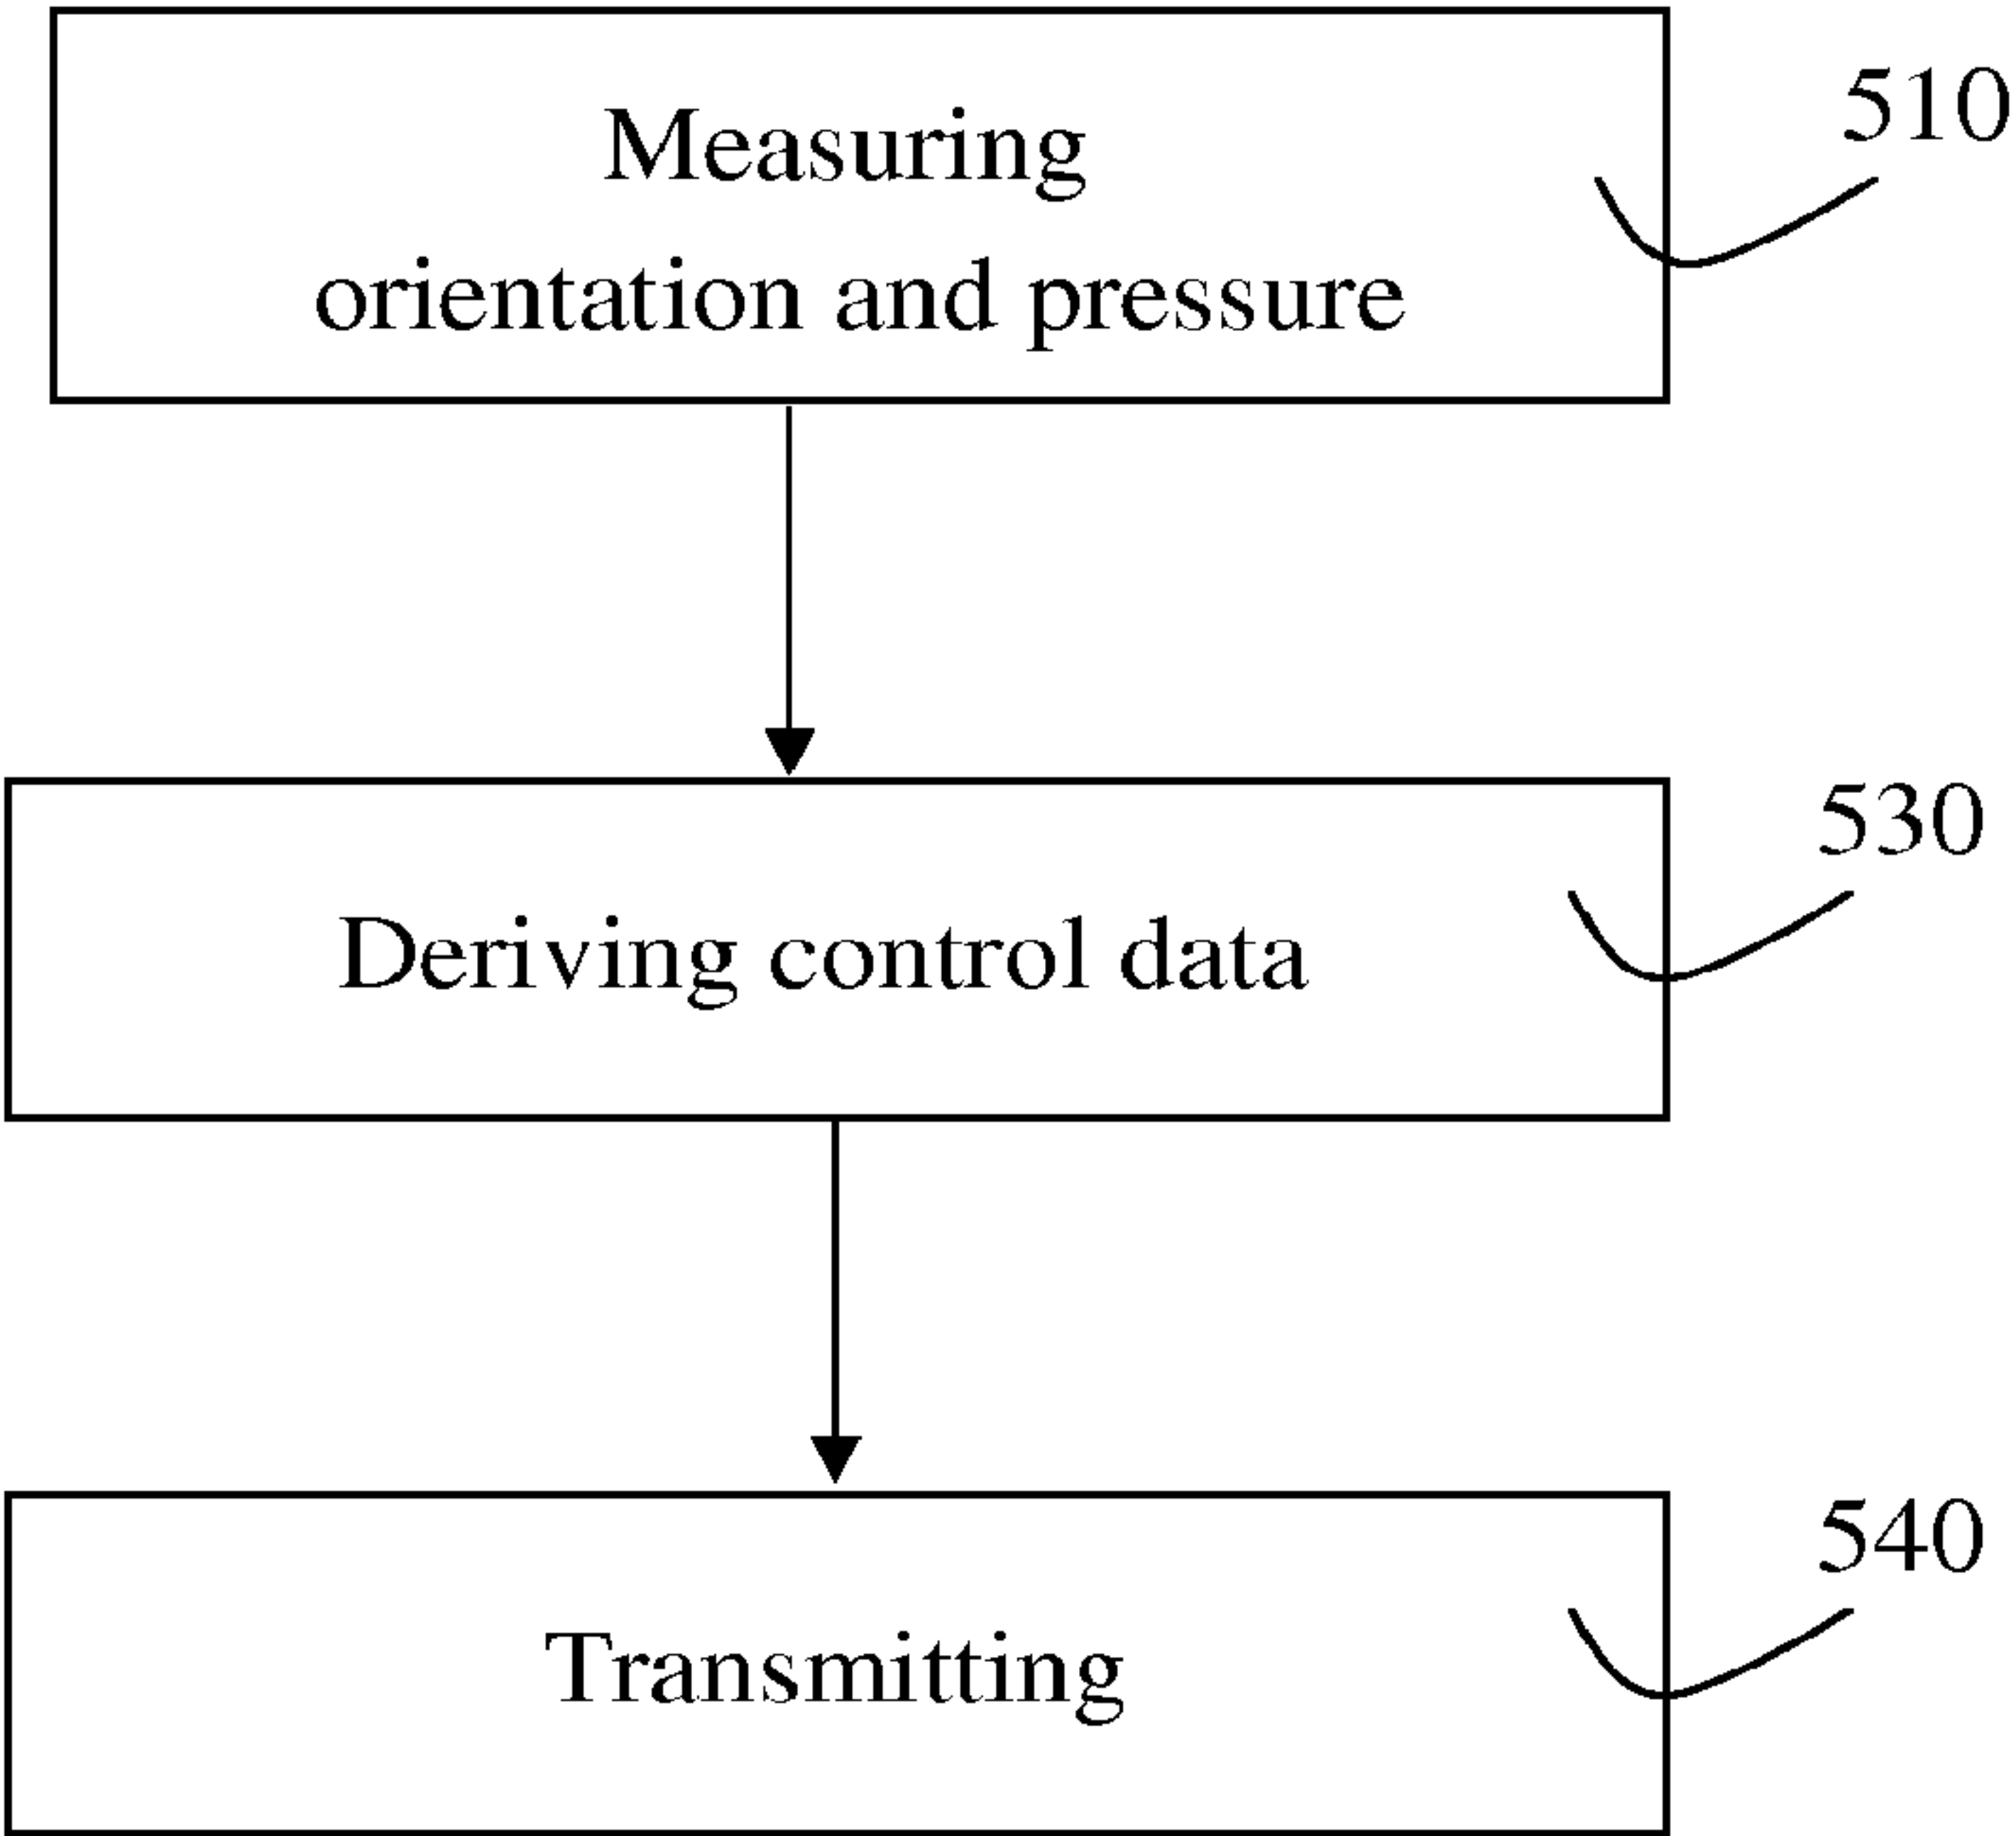 510
Measuring
orientation and pressure
530
Deriving control data
540
Transmitting